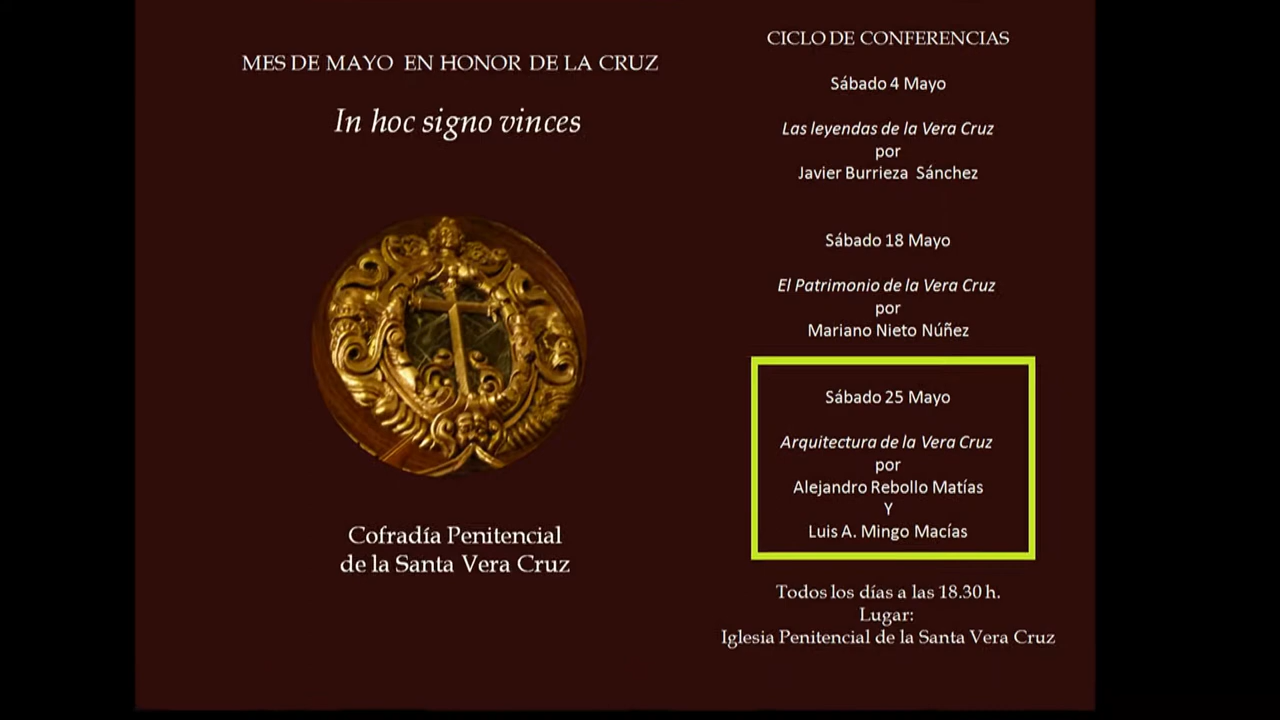 MES DE MAYO EN HONOR DE LA CRUZ
In hoc signo vinces
Cofradía Penitencial
de la Santa Vera Cruz
CICLO DE CONFERENCIAS
Sábado 4 Mayo
Las leyendas de la Vera Cruz
por
Javier Burrieza Sánchez
Sábado 18 Mayo
El Patrimonio de la Vera Cruz
por
Mariano Nieto Núñez
Sábado 25 Mayo
Arquitectura de la Vera Cruz
por
Alejandro Rebollo Matías
Y
Luis A. Mingo Macías
Todos los días a las 18.30 h.
Lugar:
Iglesia Penitencial de la Santa Vera Cruz